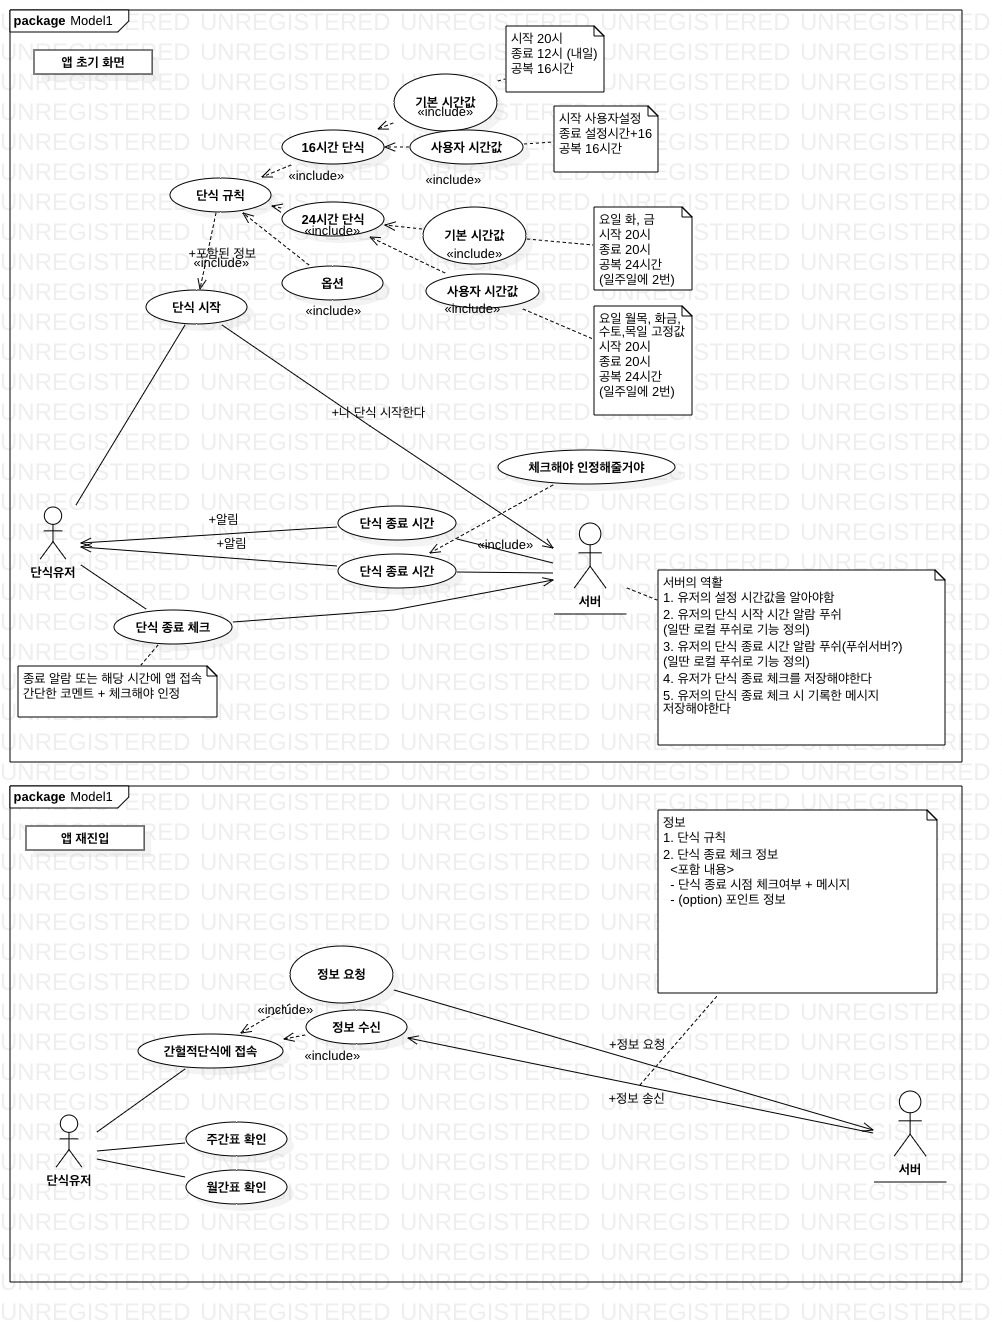 package Model1
앱 초기 화면
시작 20시
종료 12시 (내일)
공복 16시간
기본 시간값
«include»
시작 사용자설정
종료 설정시간+16
공복 16시간
16시간 단식
사용자 시간값
«include»
«include»
단식 규칙
24시간 단식
«include»
기본 시간값
«include»
요일 화, 금
시작 20시
종료 20시
공복 24시간
(일주일에 2번)
+포함된 정보
«include»
옵션
«include»
사용자 시간값
«include»
단식 시작
요일 월목, 화금,
수토,목일 고정값
시작 20시
종료 20시
공복 24시간
(일주일에 2번)
+나 단식 시작한다
체크해야 인정해줄거야
+알림
단식 종료 시간
+알림
«include»
단식 종료 시간
단식유저
서버
단식 종료 체크
서버의 역활
1. 유저의 설정 시간값을 알아야함
2. 유저의 단식 시작 시간 알람 푸쉬
(일딴 로컬 푸쉬로 기능 정의)
3. 유저의 단식 종료 시간 알람 푸쉬(푸쉬서버?)
(일딴 로컬 푸쉬로 기능 정의)
4. 유저가 단식 종료 체크를 저장해야한다
5. 유저의 단식 종료 체크 시 기록한 메시지
저장해야한다
종료 알람 또는 해당 시간에 앱 접속
간단한 코멘트 + 체크해야 인정
package Model1
앱 재진입
정보
1. 단식 규칙
2. 단식 종료 체크 정보
<포함 내용>
- 단식 종료 시점 체크여부 + 메시지
- (option) 포인트 정보
정보 요청
«include»
정보 수신
«include»
간헐적단식에 접속
+정보 요청
+정보 송신
주간표 확인
월간표 확인
단식유저
서버
UNREGISTERED